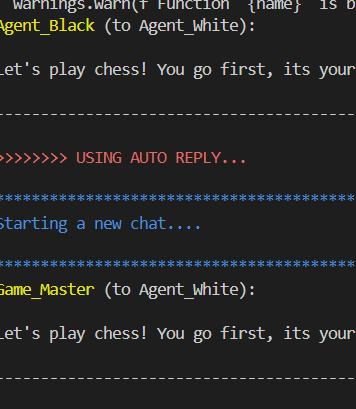 Warnings.Warn(f Function `{name}` is b
Agent_Black (to Agent_White):
Let's play chess! You go first, its your
--------------------------------------------
>>>>>>>> USING AUTO REPLY...
********************************************
Starting a new chat....
********************************************
Game_Master (to Agent_White):
Let's play chess! You go first, its your
--------------------------------------------